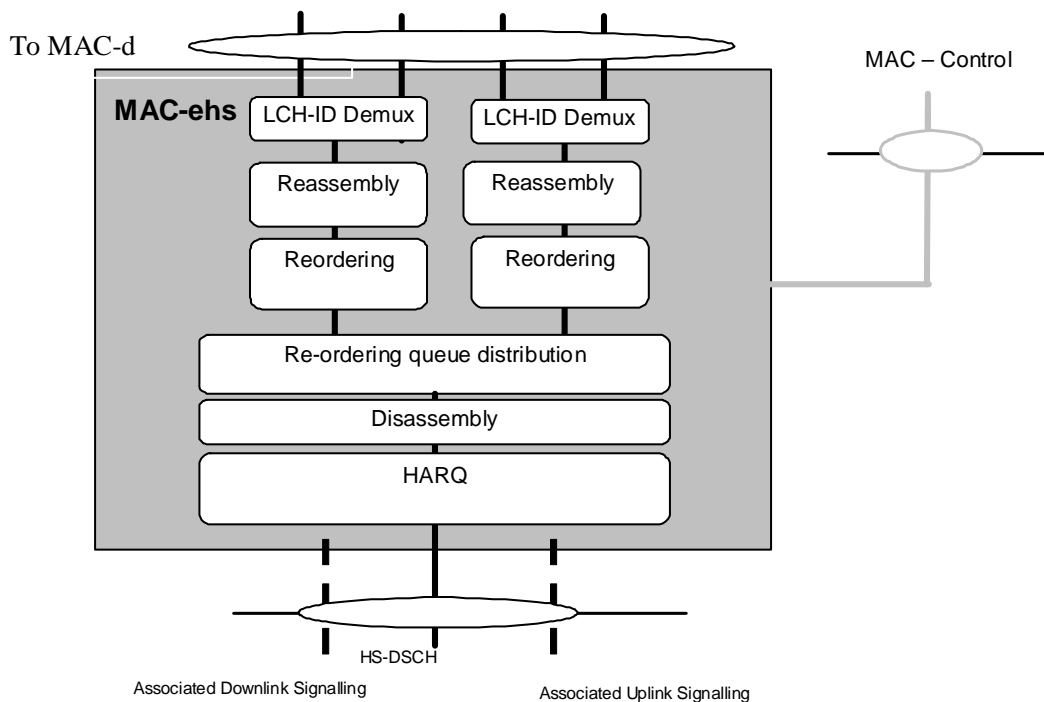 To MAC-d
MAC – Control
MAC-ehs
LCH-ID Demux
LCH-ID Demux
Reassembly
Reassembly
Reordering
Reordering
Re-ordering queue distribution
Disassembly
HARQ
HS-DSCH
Associated Downlink Signalling
Associated Uplink Signalling